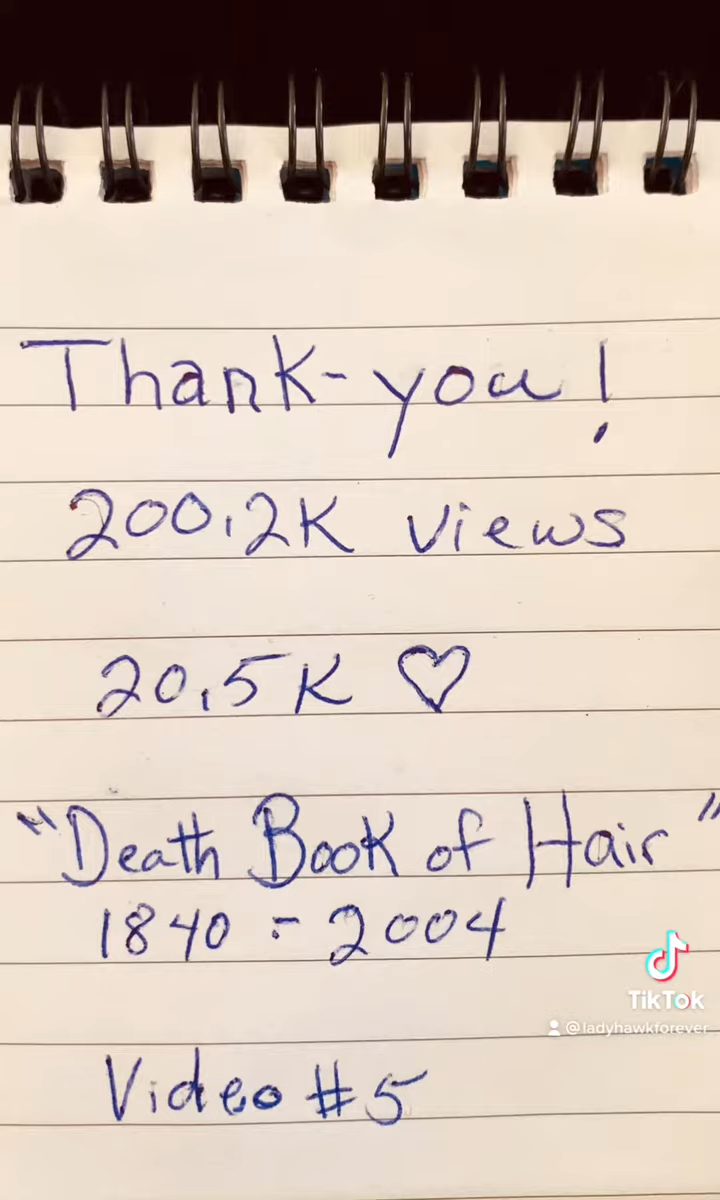 Thank-you!
200.2K views
20.5K ♡
"Death Book of Hair"
1840 - 2004
TikTok
@ladyhawkforever
Video #5